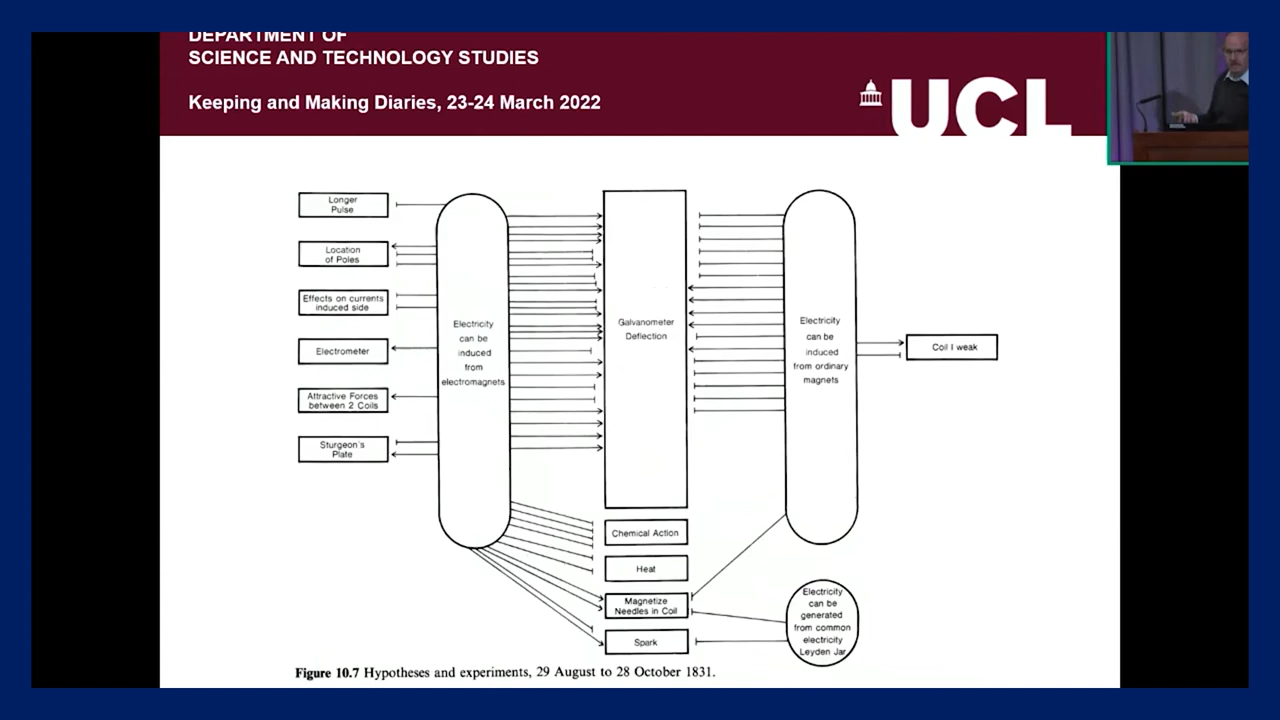 DEPARTMENT OF
SCIENCE AND TECHNOLOGY STUDIES
Keeping and Making Diaries, 23-24 March 2022
UCL
Longer
Pulse
Location
of Poles
Effects on currents
induced side
Electrometer
Attractive Forces
between 2 Coils
Sturgeon's
Plate
Electricity
can be
induced
from
electromagnets
Galvanometer
Deflection
Chemical Action
Heat
Magnetize
Needles in Coil
Spark
Electricity
can be
induced
from ordinary
magnets
Coil I weak
Electricity
can be
generated
from common
electricity
Leyden Jar
Figure 10.7 Hypotheses and experiments, 29 August to 28 October 1831.